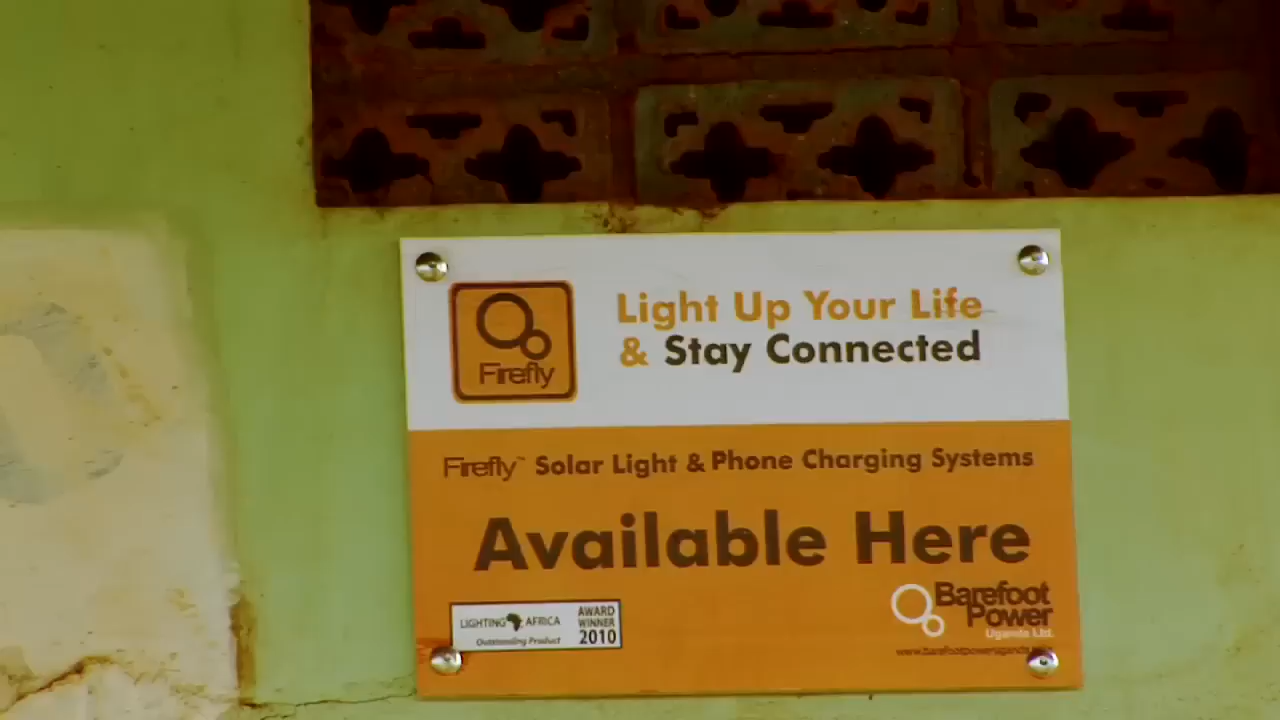 Firefly
Light Up Your Life
& Stay Connected
Firefly™ Solar Light & Phone Charging Systems
Available Here
LIGHTING AFRICA
Outstanding Product
AWARD
WINNER
2010
Barefoot
Power
Uganda Ltd.